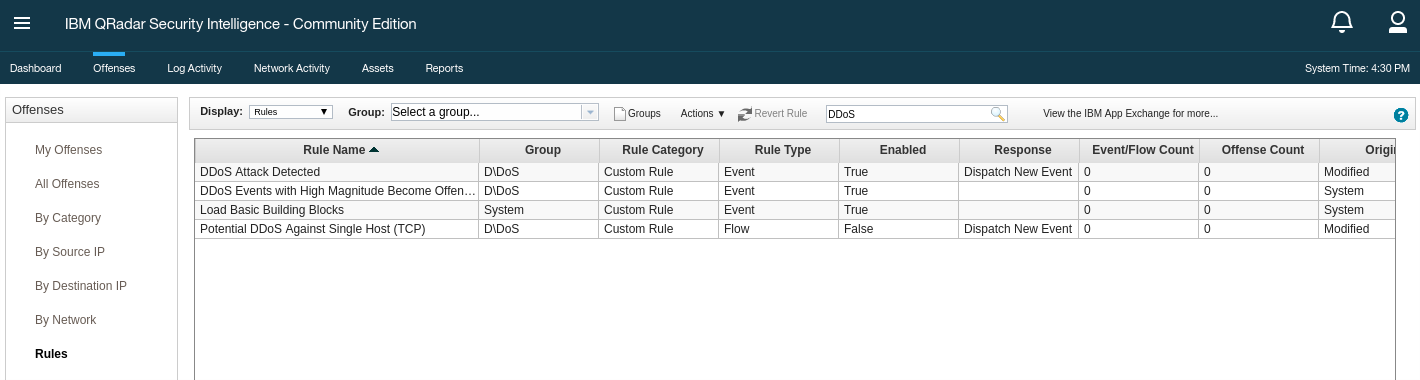 IBM QRadar Security Intelligence - Community Edition
Dashboard Offenses Log Activity Network Activity Assets Reports System Time: 4:30 PM
Offenses
Display: Rules Group: Select a group... Groups Actions Revert Rule DDoS View the IBM App Exchange for more... ?
My Offenses
All Offenses
By Category
By Source IP
By Destination IP
By Network
Rules
Rule Name Group Rule Category Rule Type Enabled Response Event/Flow Count Offense Count Origi
DDoS Attack Detected D\DoS Custom Rule Event True Dispatch New Event 0 0 Modified
DDoS Events with High Magnitude Become Offen... D\DoS Custom Rule Event True 0 0 System
Load Basic Building Blocks System Custom Rule Event True 0 0 System
Potential DDoS Against Single Host (TCP) D\DoS Custom Rule Flow False Dispatch New Event 0 0 Modified